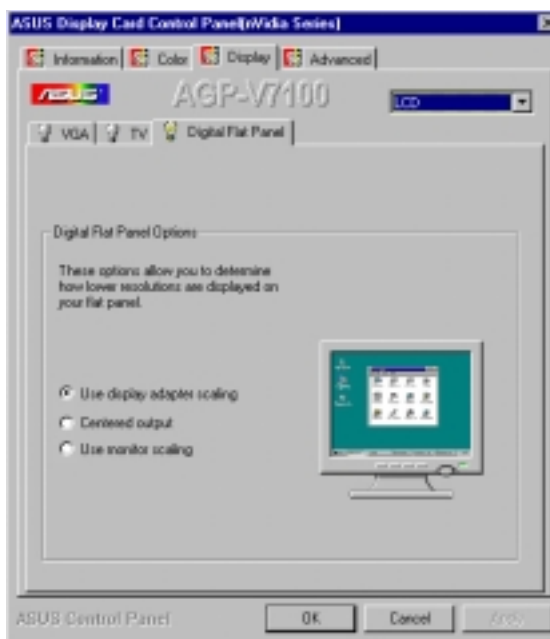 ASUS Display Card Control Panel(nVidia Series)
Information Color Display Advanced
ASUS AGP-V7100 LCD
VGA TV Digital Flat Panel
Digital Flat Panel Options
These options allow you to determine
how lower resolutions are displayed on
your flat panel.
Use display adapter scaling
Centered output
Use monitor scaling
ASUS Control Panel OK Cancel Apply